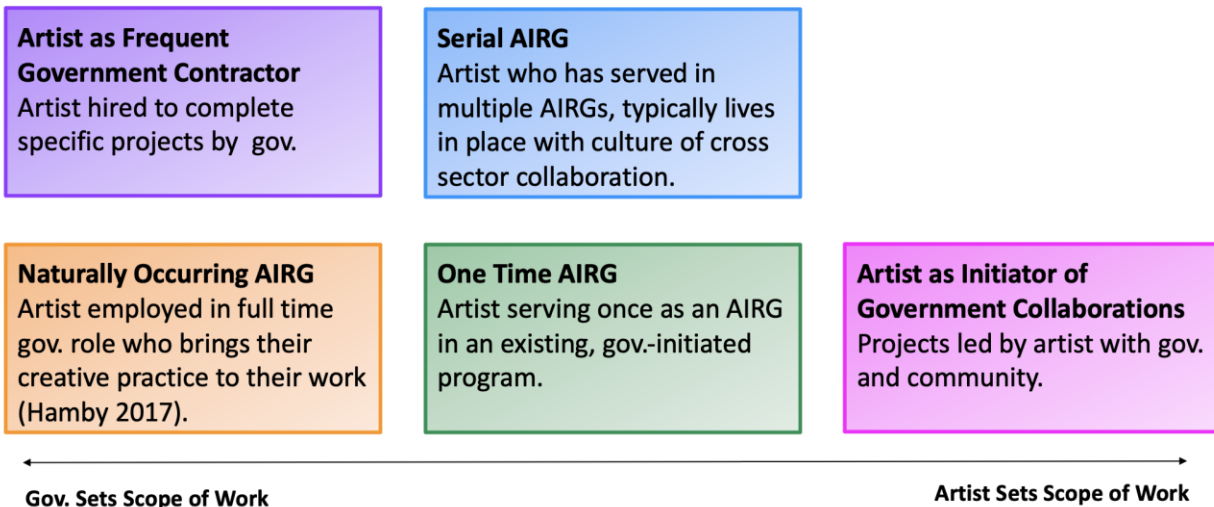 Artist as Frequent
Government Contractor
Artist hired to complete
specific projects by gov.
Serial AIRG
Artist who has served in
multiple AIRGs, typically lives
in place with culture of cross
sector collaboration.
Naturally Occurring AIRG
Artist employed in full time
gov. role who brings their
creative practice to their work
(Hamby 2017).
One Time AIRG
Artist serving once as an AIRG
in an existing, gov.-initiated
program.
Artist as Initiator of
Government Collaborations
Projects led by artist with gov.
and community.
Gov. Sets Scope of Work
Artist Sets Scope of Work